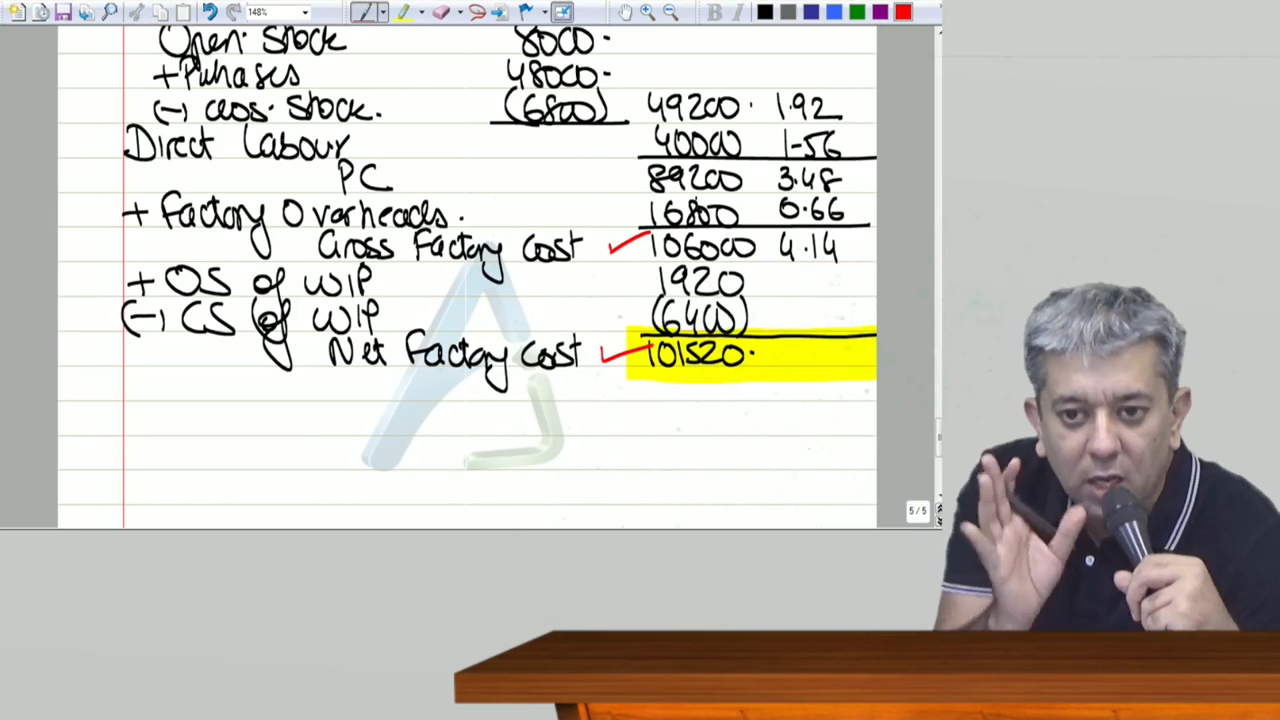 148%
B I
Open. Stock 8000.
+Puhases 48000.
(-) Clos. Stock. (6800) 49200. 1.92
Direct Labour 40000 1-56
PC 89200 3.48
+ Factory Overheads. 16800 0.66
Gross Factory Cost 106000 4.14
+ OS of WIP 1920
(-) CS of WIP (6400)
Net Factory Cost 101520.
5/5